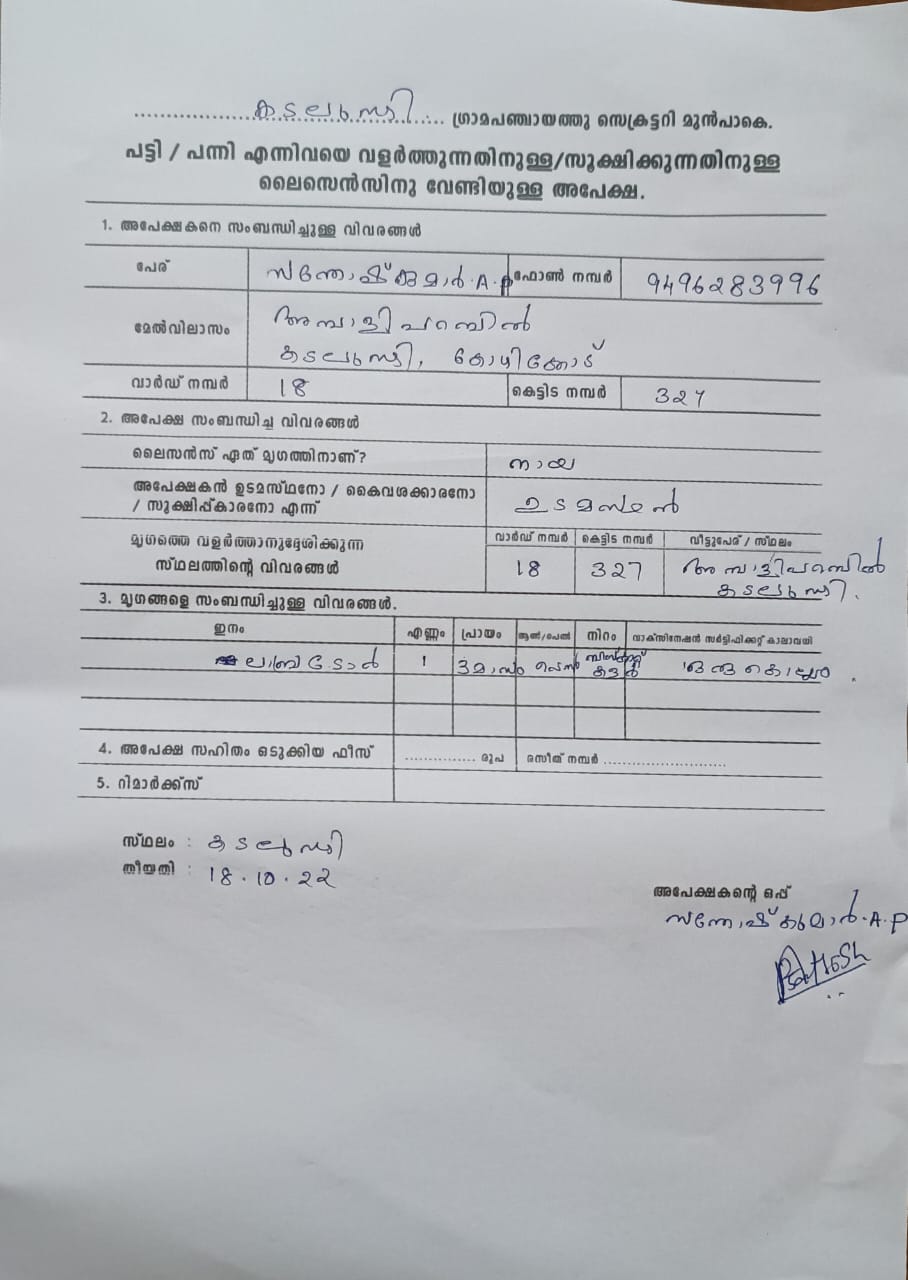 കടലുണ്ടി ഗ്രാമപഞ്ചായത്തു സെക്രട്ടറി മുൻപാകെ.
പട്ടി / പന്നി എന്നിവയെ വളർത്തുന്നതിനുള്ള/സൂക്ഷിക്കുന്നതിനുള്ള
ലൈസെൻസിനു വേണ്ടിയുള്ള അപേക്ഷ.
1. അപേക്ഷകനെ സംബന്ധിച്ചുള്ള വിവരങ്ങൾ
പേര് സന്തോഷ്കുമാർ.A.P ഫോൺ നമ്പർ 9496283996
മേൽവിലാസം അമ്പാളിപറമ്പിൽ
കടലുണ്ടി, കോഴിക്കോട്
വാർഡ് നമ്പർ 18 കെട്ടിട നമ്പർ 327
2. അപേക്ഷ സംബന്ധിച്ച വിവരങ്ങൾ
ലൈസൻസ് ഏത് മൃഗത്തിനാണ്? നായ
അപേക്ഷകൻ ഉടമസ്ഥനോ / കൈവശക്കാരനോ
/ സൂക്ഷിപ്പ്കാരനോ എന്ന് ഉടമസ്ഥൻ
മൃഗത്തെ വളർത്താനുദ്ദേശിക്കുന്ന വാർഡ് നമ്പർ കെട്ടിട നമ്പർ വീട്ടുപേര് / സ്ഥലം
സ്ഥലത്തിന്റെ വിവരങ്ങൾ 18 327 അമ്പാളിപറമ്പിൽ
കടലുണ്ടി.
3. മൃഗങ്ങളെ സംബന്ധിച്ചുള്ള വിവരങ്ങൾ.
ഇനം എണ്ണം പ്രായം ആൺ/പെൺ നിറം വാക്സിനേഷൻ സർട്ടിഫിക്കറ്റ് കാലാവധി
ലാബ്രഡോർ 1 3മാസം പെൺ കളർ ഒരു കൊല്ലം
4. അപേക്ഷ സഹിതം ഒടുക്കിയ ഫീസ് ............... രൂപ രസീത് നമ്പർ ..........................
5. റിമാർക്ക്സ്
സ്ഥലം : കടലുണ്ടി
തീയതി : 18.10.22
അപേക്ഷകന്റെ ഒപ്പ്
സന്തോഷ്കുമാർ.A.P